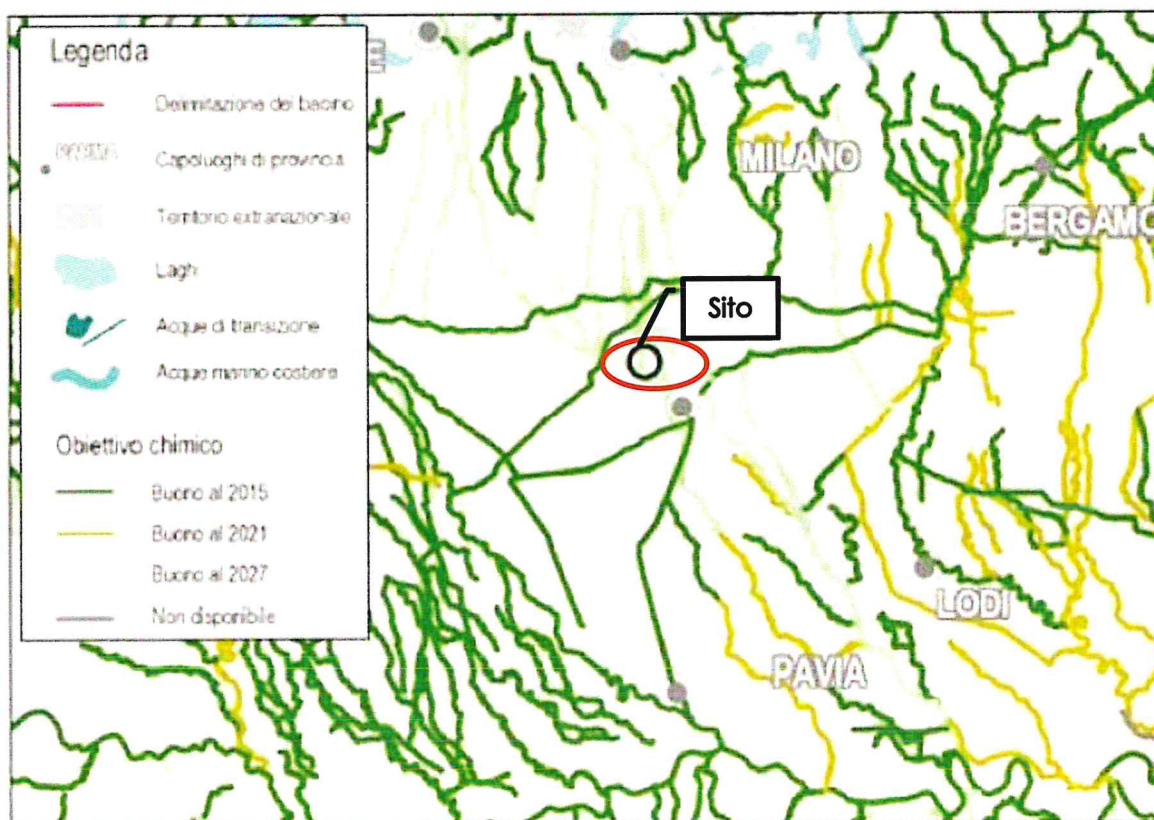 Legenda
Delimitazione del bacino
Capoluoghi di provincia
Territorio extranazionale
Laghi
Acque di transizione
Acque marino costiere
Obiettivo chimico
Buono al 2015
Buono al 2021
Buono al 2027
Non disponibile
E
MILANO
BERGAMO
Sito
LODI
PAVIA